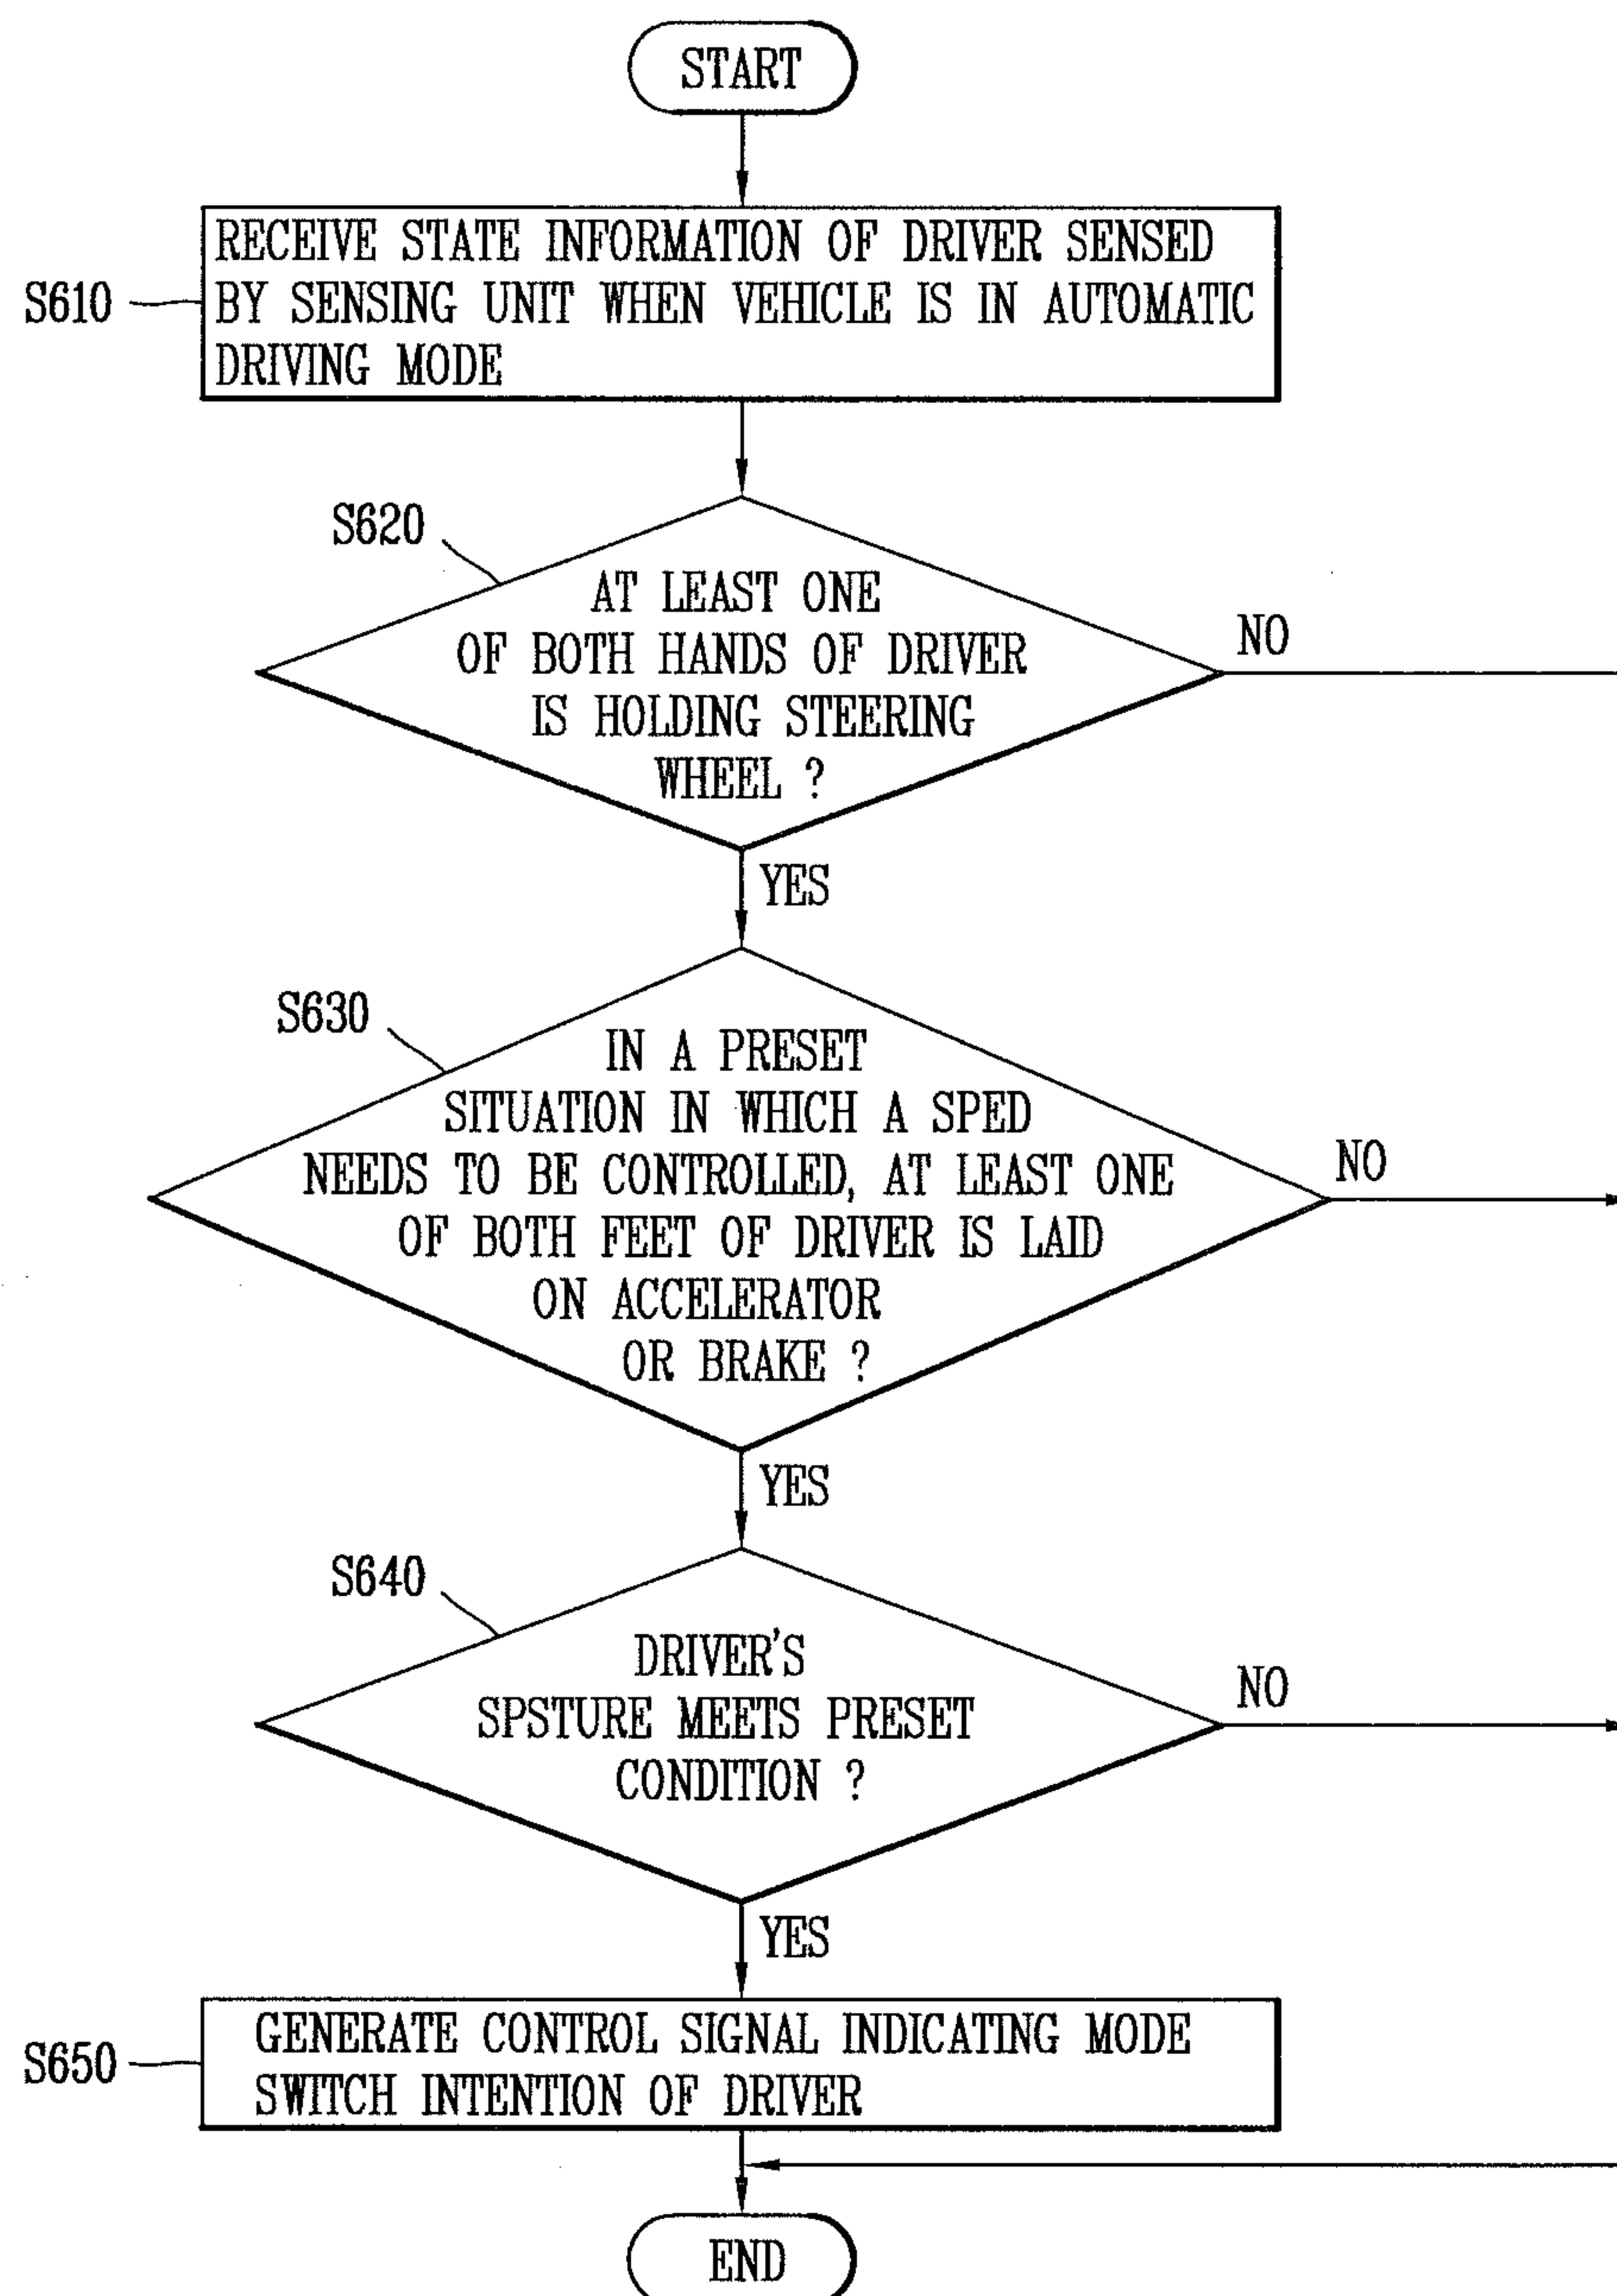 START
RECEIVE STATE INFORMATION OF DRIVER SENSED
S610
BY SENSING UNIT WHEN VEHICLE IS IN AUTOMATIC
DRIVING MODE
S620
AT LEAST ONE
OF BOTH HANDS OF DRIVER
IS HOLDING STEERING
WHEEL ?
NO
YES
S630
IN A PRESET
SITUATION IN WHICH A SPED
NEEDS TO BE CONTROLLED, AT LEAST ONE
OF BOTH FEET OF DRIVER IS LAID
ON ACCELERATOR
OR BRAKE ?
NO
YES
S640
DRIVER'S
SPSTURE MEETS PRESET
CONDITION ?
NO
YES
S650
GENERATE CONTROL SIGNAL INDICATING MODE
SWITCH INTENTION OF DRIVER
END